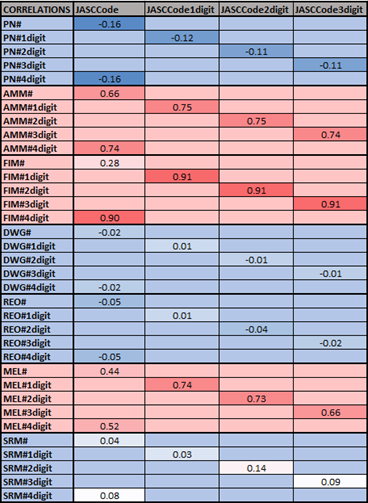 CORRELATIONS JASCCode JASCCode1digit JASCCode2digit JASCCode3digit
PN# -0.16
PN#1digit -0.12
PN#2digit -0.11
PN#3digit -0.11
PN#4digit -0.16
AMM# 0.66
AMM#1digit 0.75
AMM#2digit 0.75
AMM#3digit 0.74
AMM#4digit 0.74
FIM# 0.28
FIM#1digit 0.91
FIM#2digit 0.91
FIM#3digit 0.91
FIM#4digit 0.90
DWG# -0.02
DWG#1digit 0.01
DWG#2digit -0.01
DWG#3digit -0.01
DWG#4digit -0.02
REO# -0.05
REO#1digit 0.01
REO#2digit -0.04
REO#3digit -0.02
REO#4digit -0.05
MEL# 0.44
MEL#1digit 0.74
MEL#2digit 0.73
MEL#3digit 0.66
MEL#4digit 0.52
SRM# 0.04
SRM#1digit 0.03
SRM#2digit 0.14
SRM#3digit 0.09
SRM#4digit 0.08